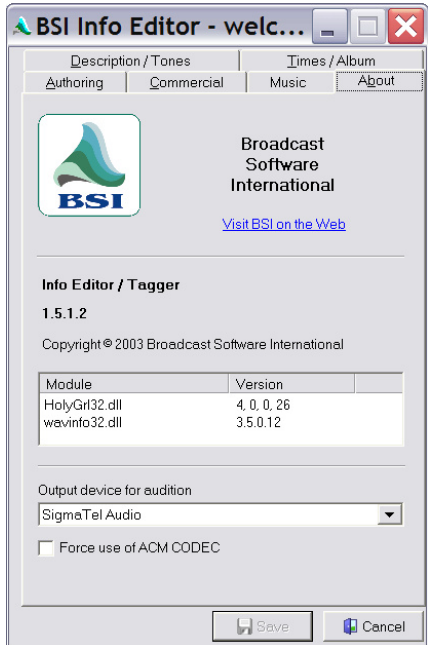 BSI Info Editor - welc...
Description / Tones Times / Album
Authoring Commercial Music About
BSI
Broadcast
Software
International
Visit BSI on the Web
Info Editor / Tagger
1.5.1.2
Copyright © 2003 Broadcast Software International
Module Version
HolyGrl32.dll 4, 0, 0, 26
wavinfo32.dll 3.5.0.12
Output device for audition
SigmaTel Audio
Force use of ACM CODEC
Save Cancel